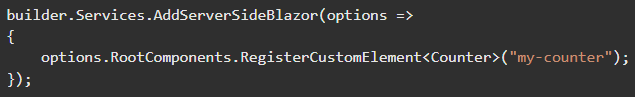 builder.Services.AddServerSideBlazor(options =>
{
    options.RootComponents.RegisterCustomElement<Counter>("my-counter");
});